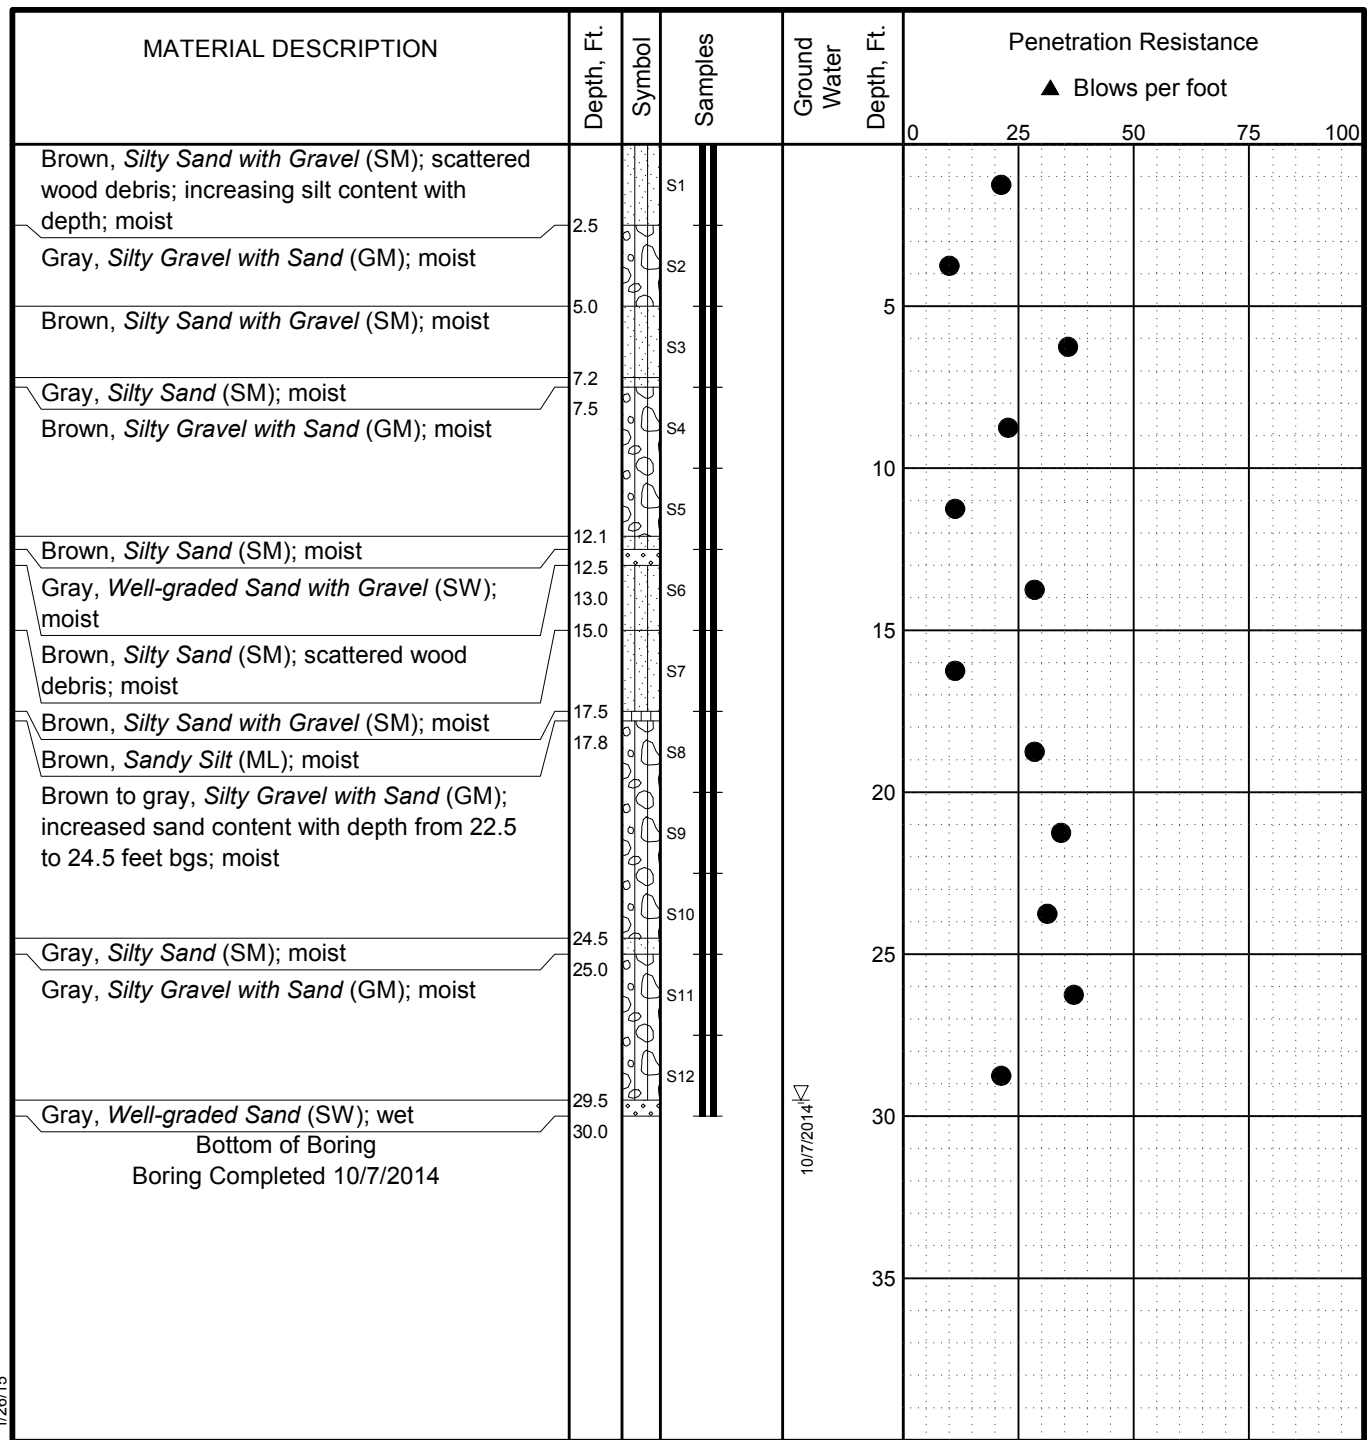 MATERIAL DESCRIPTION
Depth, Ft.
Symbol
Samples
Ground
Water
Depth, Ft.
Penetration Resistance
▲ Blows per foot
0 25 50 75 100
Brown, Silty Sand with Gravel (SM); scattered
wood debris; increasing silt content with
depth; moist
S1
2.5
Gray, Silty Gravel with Sand (GM); moist
S2
5.0
5
Brown, Silty Sand with Gravel (SM); moist
S3
7.2
Gray, Silty Sand (SM); moist
7.5
Brown, Silty Gravel with Sand (GM); moist
S4
10
S5
12.1
Brown, Silty Sand (SM); moist
12.5
Gray, Well-graded Sand with Gravel (SW);
moist
S6
13.0
15.0
15
Brown, Silty Sand (SM); scattered wood
debris; moist
S7
17.5
Brown, Silty Sand with Gravel (SM); moist
17.8
Brown, Sandy Silt (ML); moist
S8
Brown to gray, Silty Gravel with Sand (GM);
increased sand content with depth from 22.5
to 24.5 feet bgs; moist
20
S9
S10
24.5
Gray, Silty Sand (SM); moist
25.0
25
Gray, Silty Gravel with Sand (GM); moist
S11
S12
29.5
Gray, Well-graded Sand (SW); wet
30.0
30
10/7/2014
Bottom of Boring
Boring Completed 10/7/2014
35
1/26/15